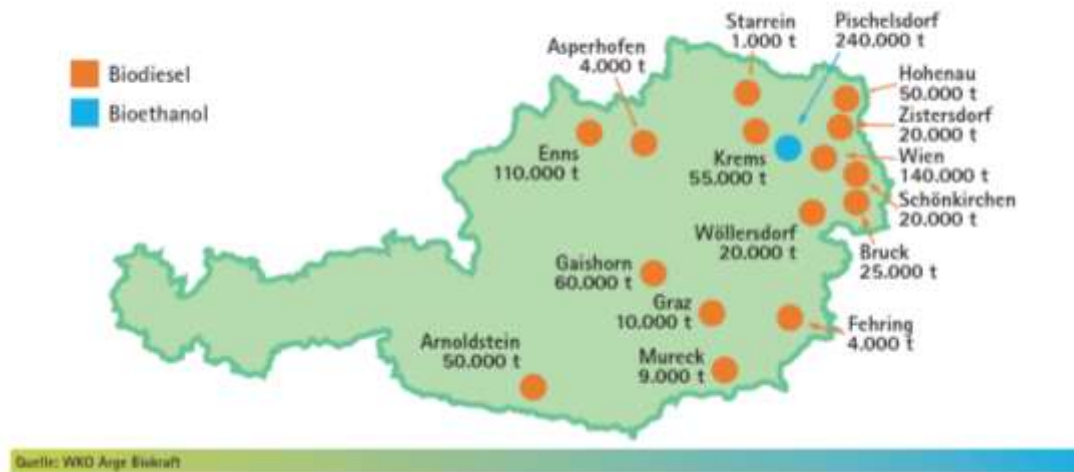 Biodiesel
Bioethanol
Asperhofen
4.000 t
Starrein
1.000 t
Pischelsdorf
240.000 t
Hohenau
50.000 t
Zistersdorf
20.000 t
Wien
140.000 t
Schönkirchen
20.000 t
Bruck
25.000 t
Enns
110.000 t
Krems
55.000 t
Wöllersdorf
20.000 t
Gaishorn
60.000 t
Graz
10.000 t
Fehring
4.000 t
Arnoldstein
50.000 t
Mureck
9.000 t
Quelle: WKO Arge Biokraft